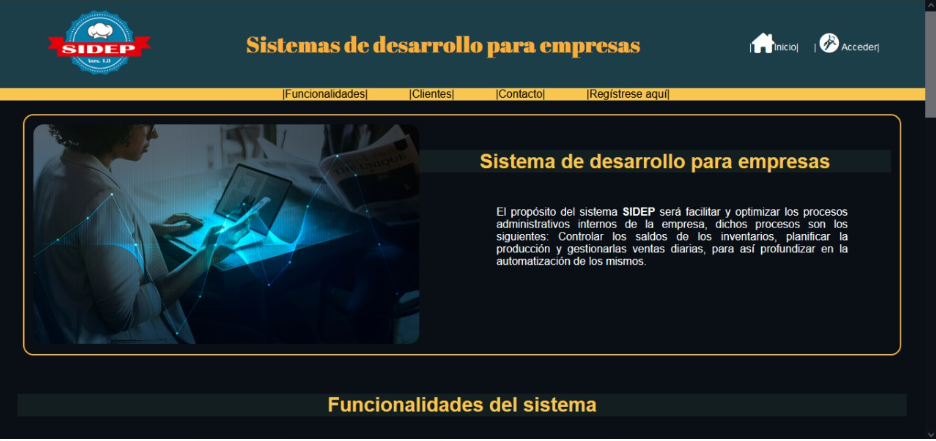 SIDEP
Vers. 1.0
Sistemas de desarrollo para empresas
|Inicio|
|Acceder|
|Funcionalidades| |Clientes| |Contacto| |Regístrese aquí|
Sistema de desarrollo para empresas
El propósito del sistema SIDEP será facilitar y optimizar los procesos
administrativos internos de la empresa, dichos procesos son los
siguientes: Controlar los saldos de los inventarios, planificar la
producción y gestionarlas ventas diarias, para así profundizar en la
automatización de los mismos.
Funcionalidades del sistema